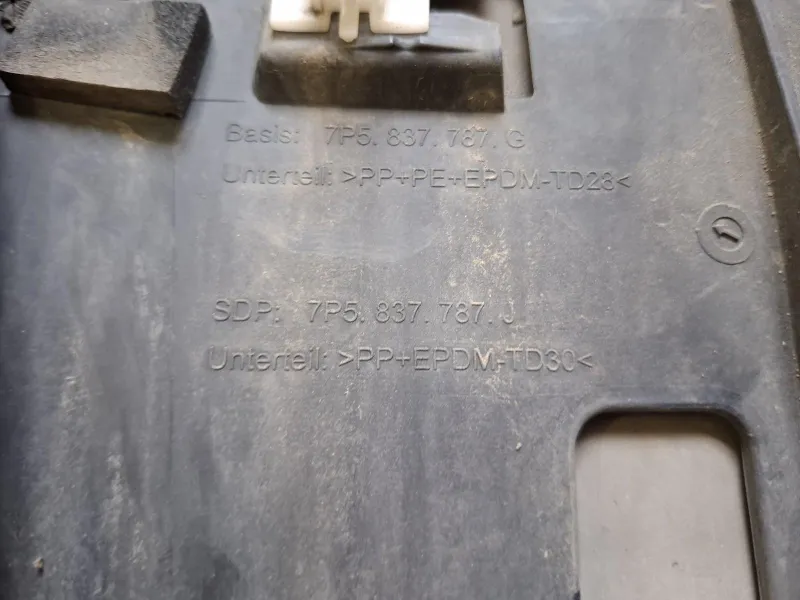 Basis: 7P5. 837. 787. G
Unterteil: >PP+PE+EPDM-TD23<
SDP: 7P5. 837. 787. J
Unterteil: >PP+EPDM-TD30<